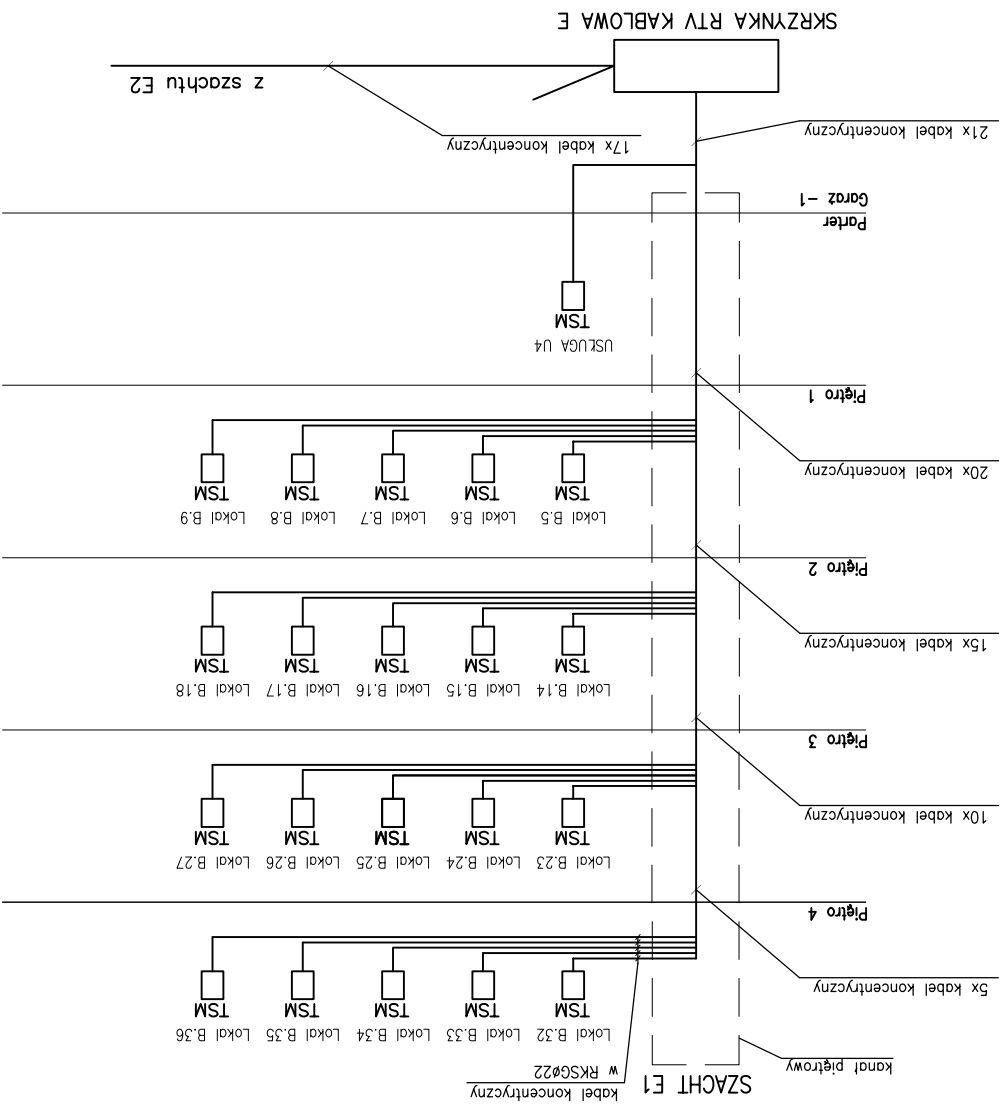 SZACHT E1
kabel koncentryczny
w RKSGø22
kanał piętrowy
Lokal B.32
Lokal B.33
Lokal B.34
Lokal B.35
Lokal B.36
TSM
TSM
TSM
TSM
TSM
5x kabel koncentryczny
Piętro 4
Lokal B.23
Lokal B.24
Lokal B.25
Lokal B.26
Lokal B.27
TSM
TSM
TSM
TSM
TSM
10x kabel koncentryczny
Piętro 3
Lokal B.14
Lokal B.15
Lokal B.16
Lokal B.17
Lokal B.18
TSM
TSM
TSM
TSM
TSM
15x kabel koncentryczny
Piętro 2
Lokal B.5
Lokal B.6
Lokal B.7
Lokal B.8
Lokal B.9
TSM
TSM
TSM
TSM
TSM
20x kabel koncentryczny
Piętro 1
USŁUGA U4
TSM
Parter
Garaż -1
17x kabel koncentryczny
21x kabel koncentryczny
z szachtu E2
SKRZYNKA RTV KABLOWA E